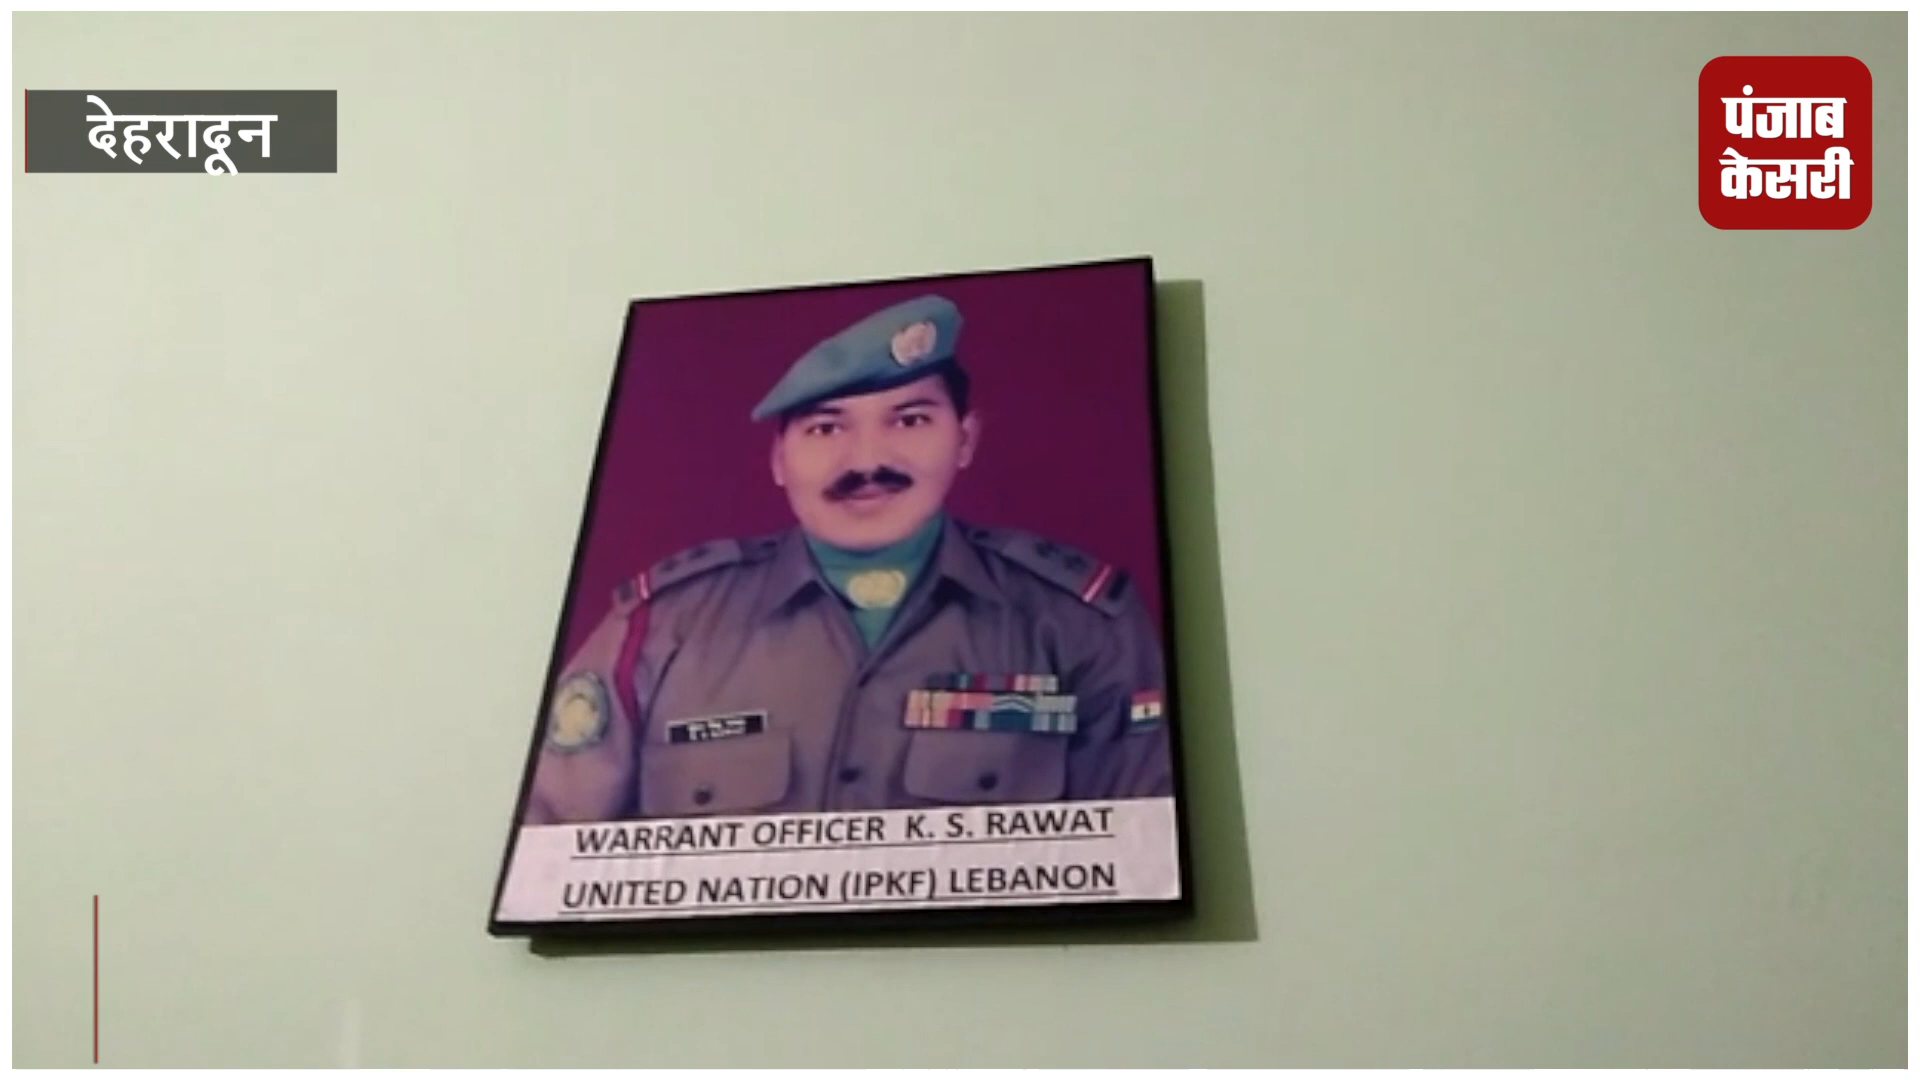 देहरादून
पंजाब
केसरी
WARRANT OFFICER K. S. RAWAT
UNITED NATION (IPKF) LEBANON